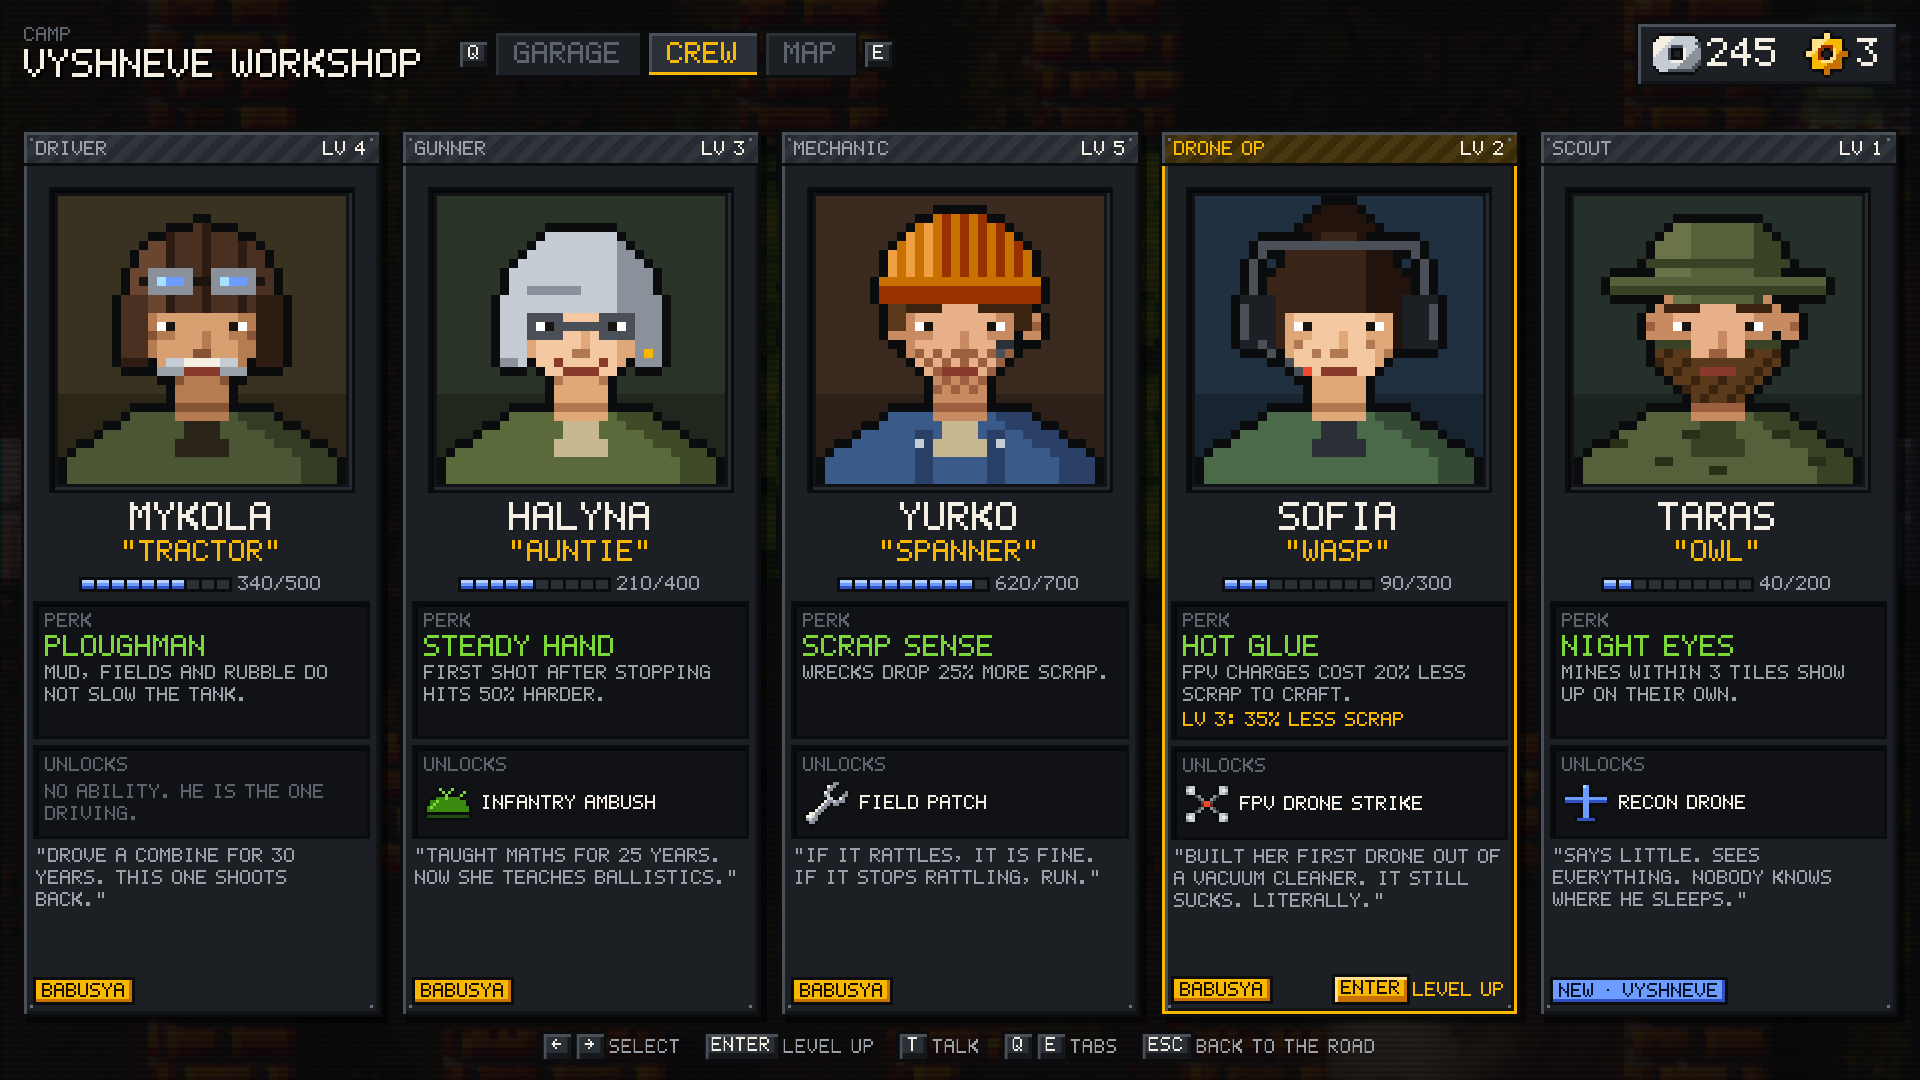 CAMP
VYSHNEVE WORKSHOP
Q GARAGE CREW MAP E
245 3
DRIVER LV 4
MYKOLA
"TRACTOR"
340/500
PERK
PLOUGHMAN
MUD, FIELDS AND RUBBLE DO
NOT SLOW THE TANK.
UNLOCKS
NO ABILITY. HE IS THE ONE
DRIVING.
"DROVE A COMBINE FOR 30
YEARS. THIS ONE SHOOTS
BACK."
BABUSYA
GUNNER LV 3
HALYNA
"AUNTIE"
210/400
PERK
STEADY HAND
FIRST SHOT AFTER STOPPING
HITS 50% HARDER.
UNLOCKS
INFANTRY AMBUSH
"TAUGHT MATHS FOR 25 YEARS.
NOW SHE TEACHES BALLISTICS."
BABUSYA
MECHANIC LV 5
YURKO
"SPANNER"
620/700
PERK
SCRAP SENSE
WRECKS DROP 25% MORE SCRAP.
UNLOCKS
FIELD PATCH
"IF IT RATTLES, IT IS FINE.
IF IT STOPS RATTLING, RUN."
BABUSYA
DRONE OP LV 2
SOFIA
"WASP"
90/300
PERK
HOT GLUE
FPV CHARGES COST 20% LESS
SCRAP TO CRAFT.
LV 3: 35% LESS SCRAP
UNLOCKS
FPV DRONE STRIKE
"BUILT HER FIRST DRONE OUT OF
A VACUUM CLEANER. IT STILL
SUCKS. LITERALLY."
BABUSYA ENTER LEVEL UP
SCOUT LV 1
TARAS
"OWL"
40/200
PERK
NIGHT EYES
MINES WITHIN 3 TILES SHOW
UP ON THEIR OWN.
UNLOCKS
RECON DRONE
"SAYS LITTLE. SEES
EVERYTHING. NOBODY KNOWS
WHERE HE SLEEPS."
NEW · VYSHNEVE
← → SELECT ENTER LEVEL UP T TALK Q E TABS ESC BACK TO THE ROAD